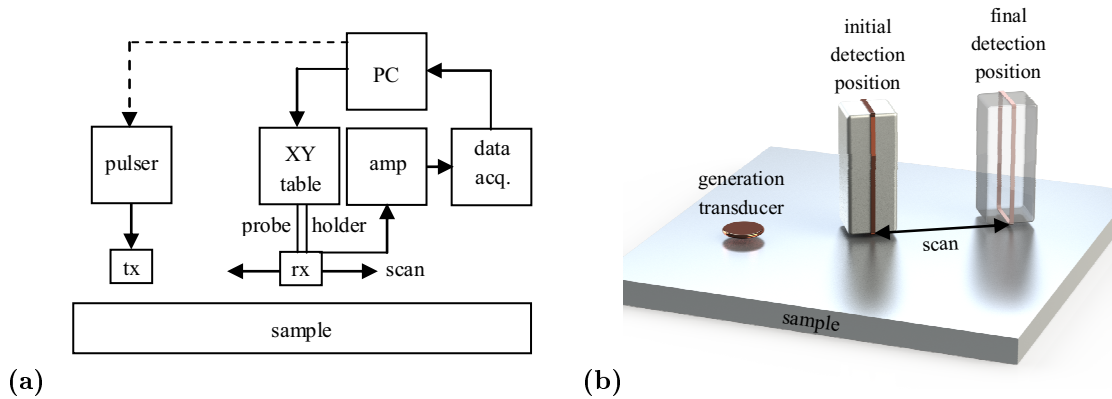 PC
pulser
XY
table
amp
data
acq.
probe
holder
tx
rx
scan
sample
(a)
initial
detection
position
final
detection
position
generation
transducer
scan
sample
(b)